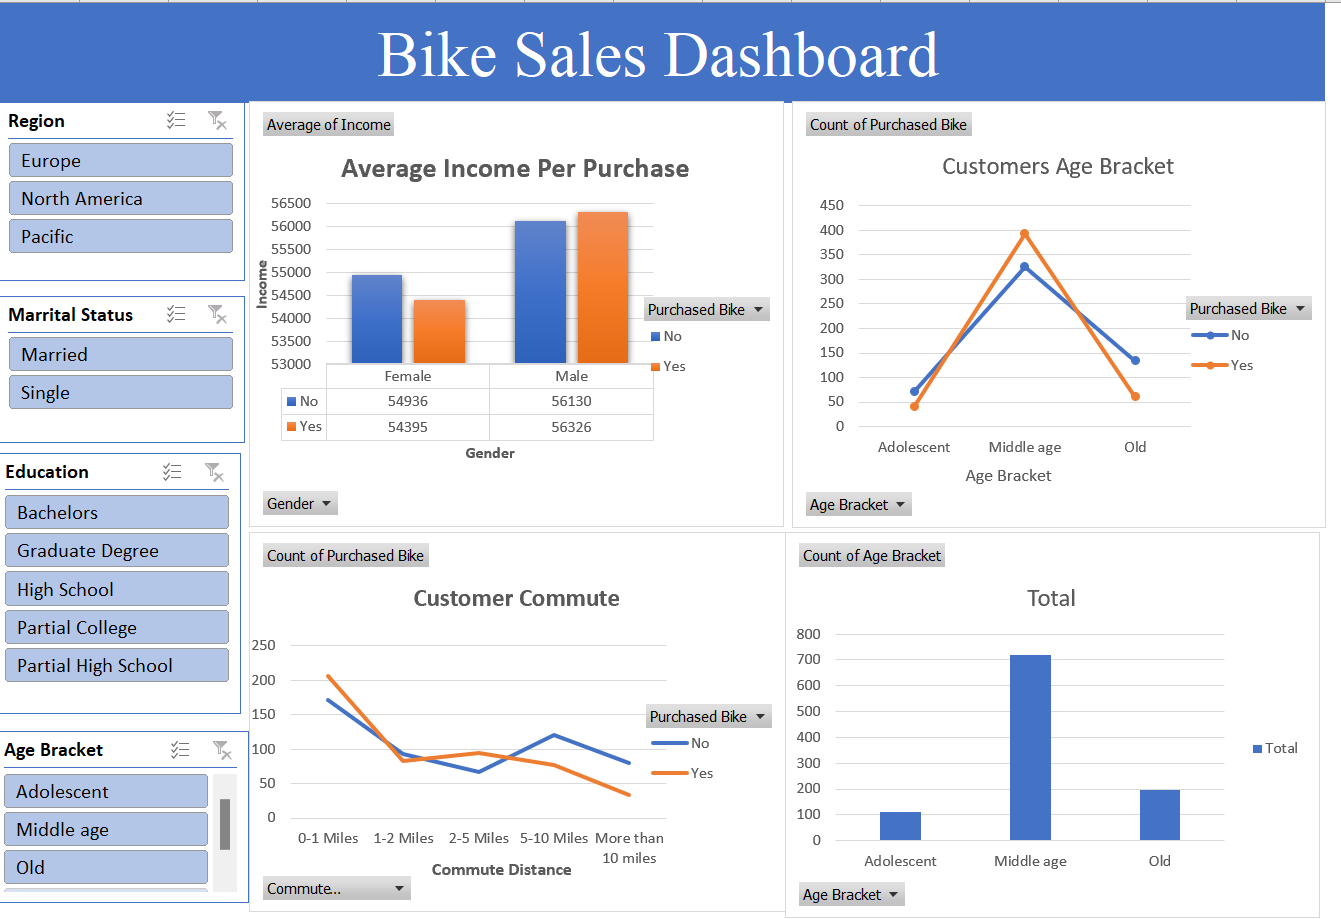 Bike Sales Dashboard
Region
Europe
North America
Pacific
Marrital Status
Married
Single
Education
Bachelors
Graduate Degree
High School
Partial College
Partial High School
Age Bracket
Adolescent
Middle age
Old
Average of Income
Average Income Per Purchase
56500
56000
55500
55000
54500
54000
53500
53000
Income
Female Male
No 54936 56130
Yes 54395 56326
Gender
Purchased Bike
No
Yes
Gender
Count of Purchased Bike
Customers Age Bracket
450
400
350
300
250
200
150
100
50
0
Adolescent Middle age Old
Age Bracket
Purchased Bike
No
Yes
Age Bracket
Count of Purchased Bike
Customer Commute
250
200
150
100
50
0
0-1 Miles 1-2 Miles 2-5 Miles 5-10 Miles More than
10 miles
Commute Distance
Purchased Bike
No
Yes
Commute...
Count of Age Bracket
Total
800
700
600
500
400
300
200
100
0
Adolescent Middle age Old
Total
Age Bracket